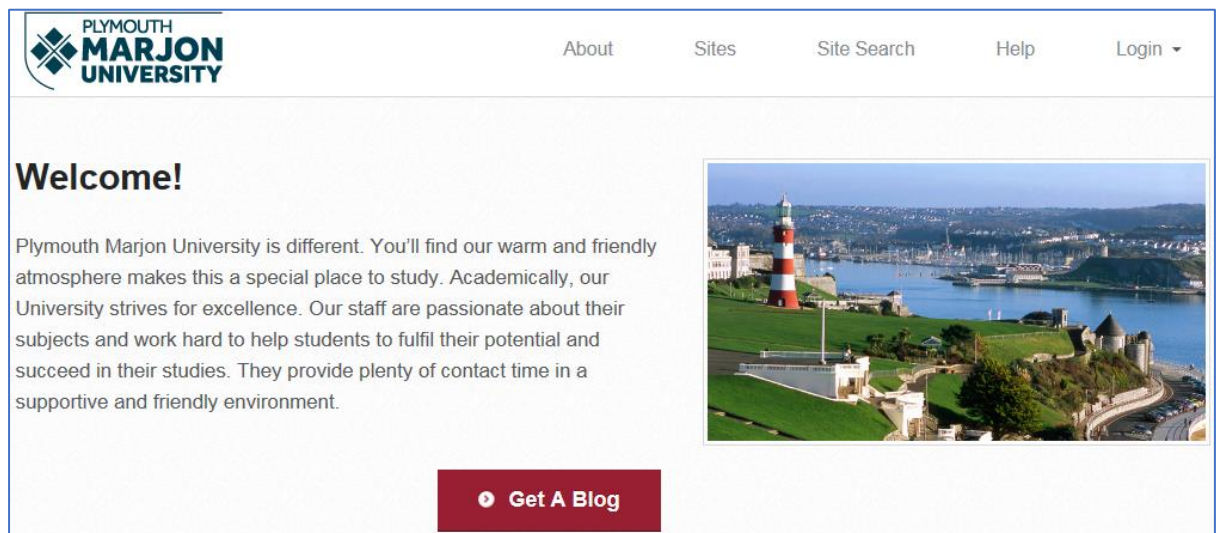 PLYMOUTH
MARJON
UNIVERSITY
About Sites Site Search Help Login
Welcome!
Plymouth Marjon University is different. You'll find our warm and friendly
atmosphere makes this a special place to study. Academically, our
University strives for excellence. Our staff are passionate about their
subjects and work hard to help students to fulfil their potential and
succeed in their studies. They provide plenty of contact time in a
supportive and friendly environment.
Get A Blog